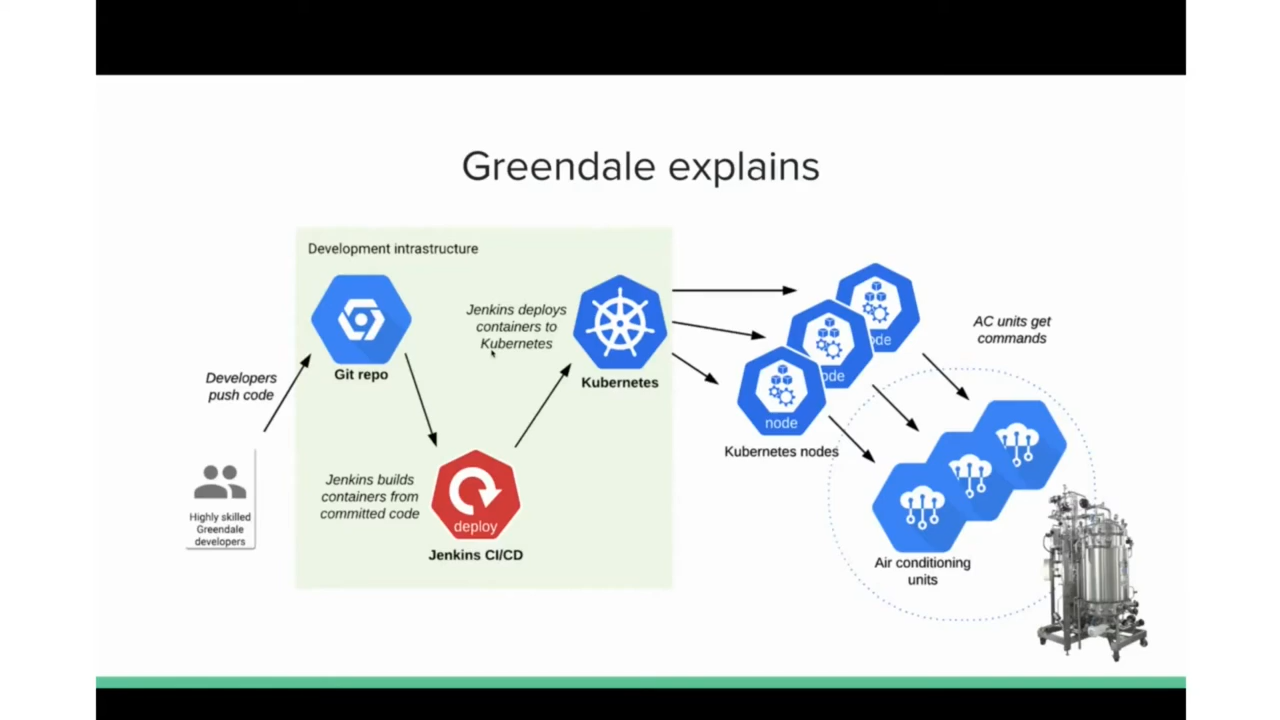 Greendale explains
Development intrastructure
Git repo
Developers
push code
Highly skilled
Greendale
developers
Jenkins builds
containers from
committed code
deploy
Jenkins CI/CD
Jenkins deploys
containers to
Kubernetes
Kubernetes
ode
ode
node
Kubernetes nodes
AC units get
commands
Air conditioning
units